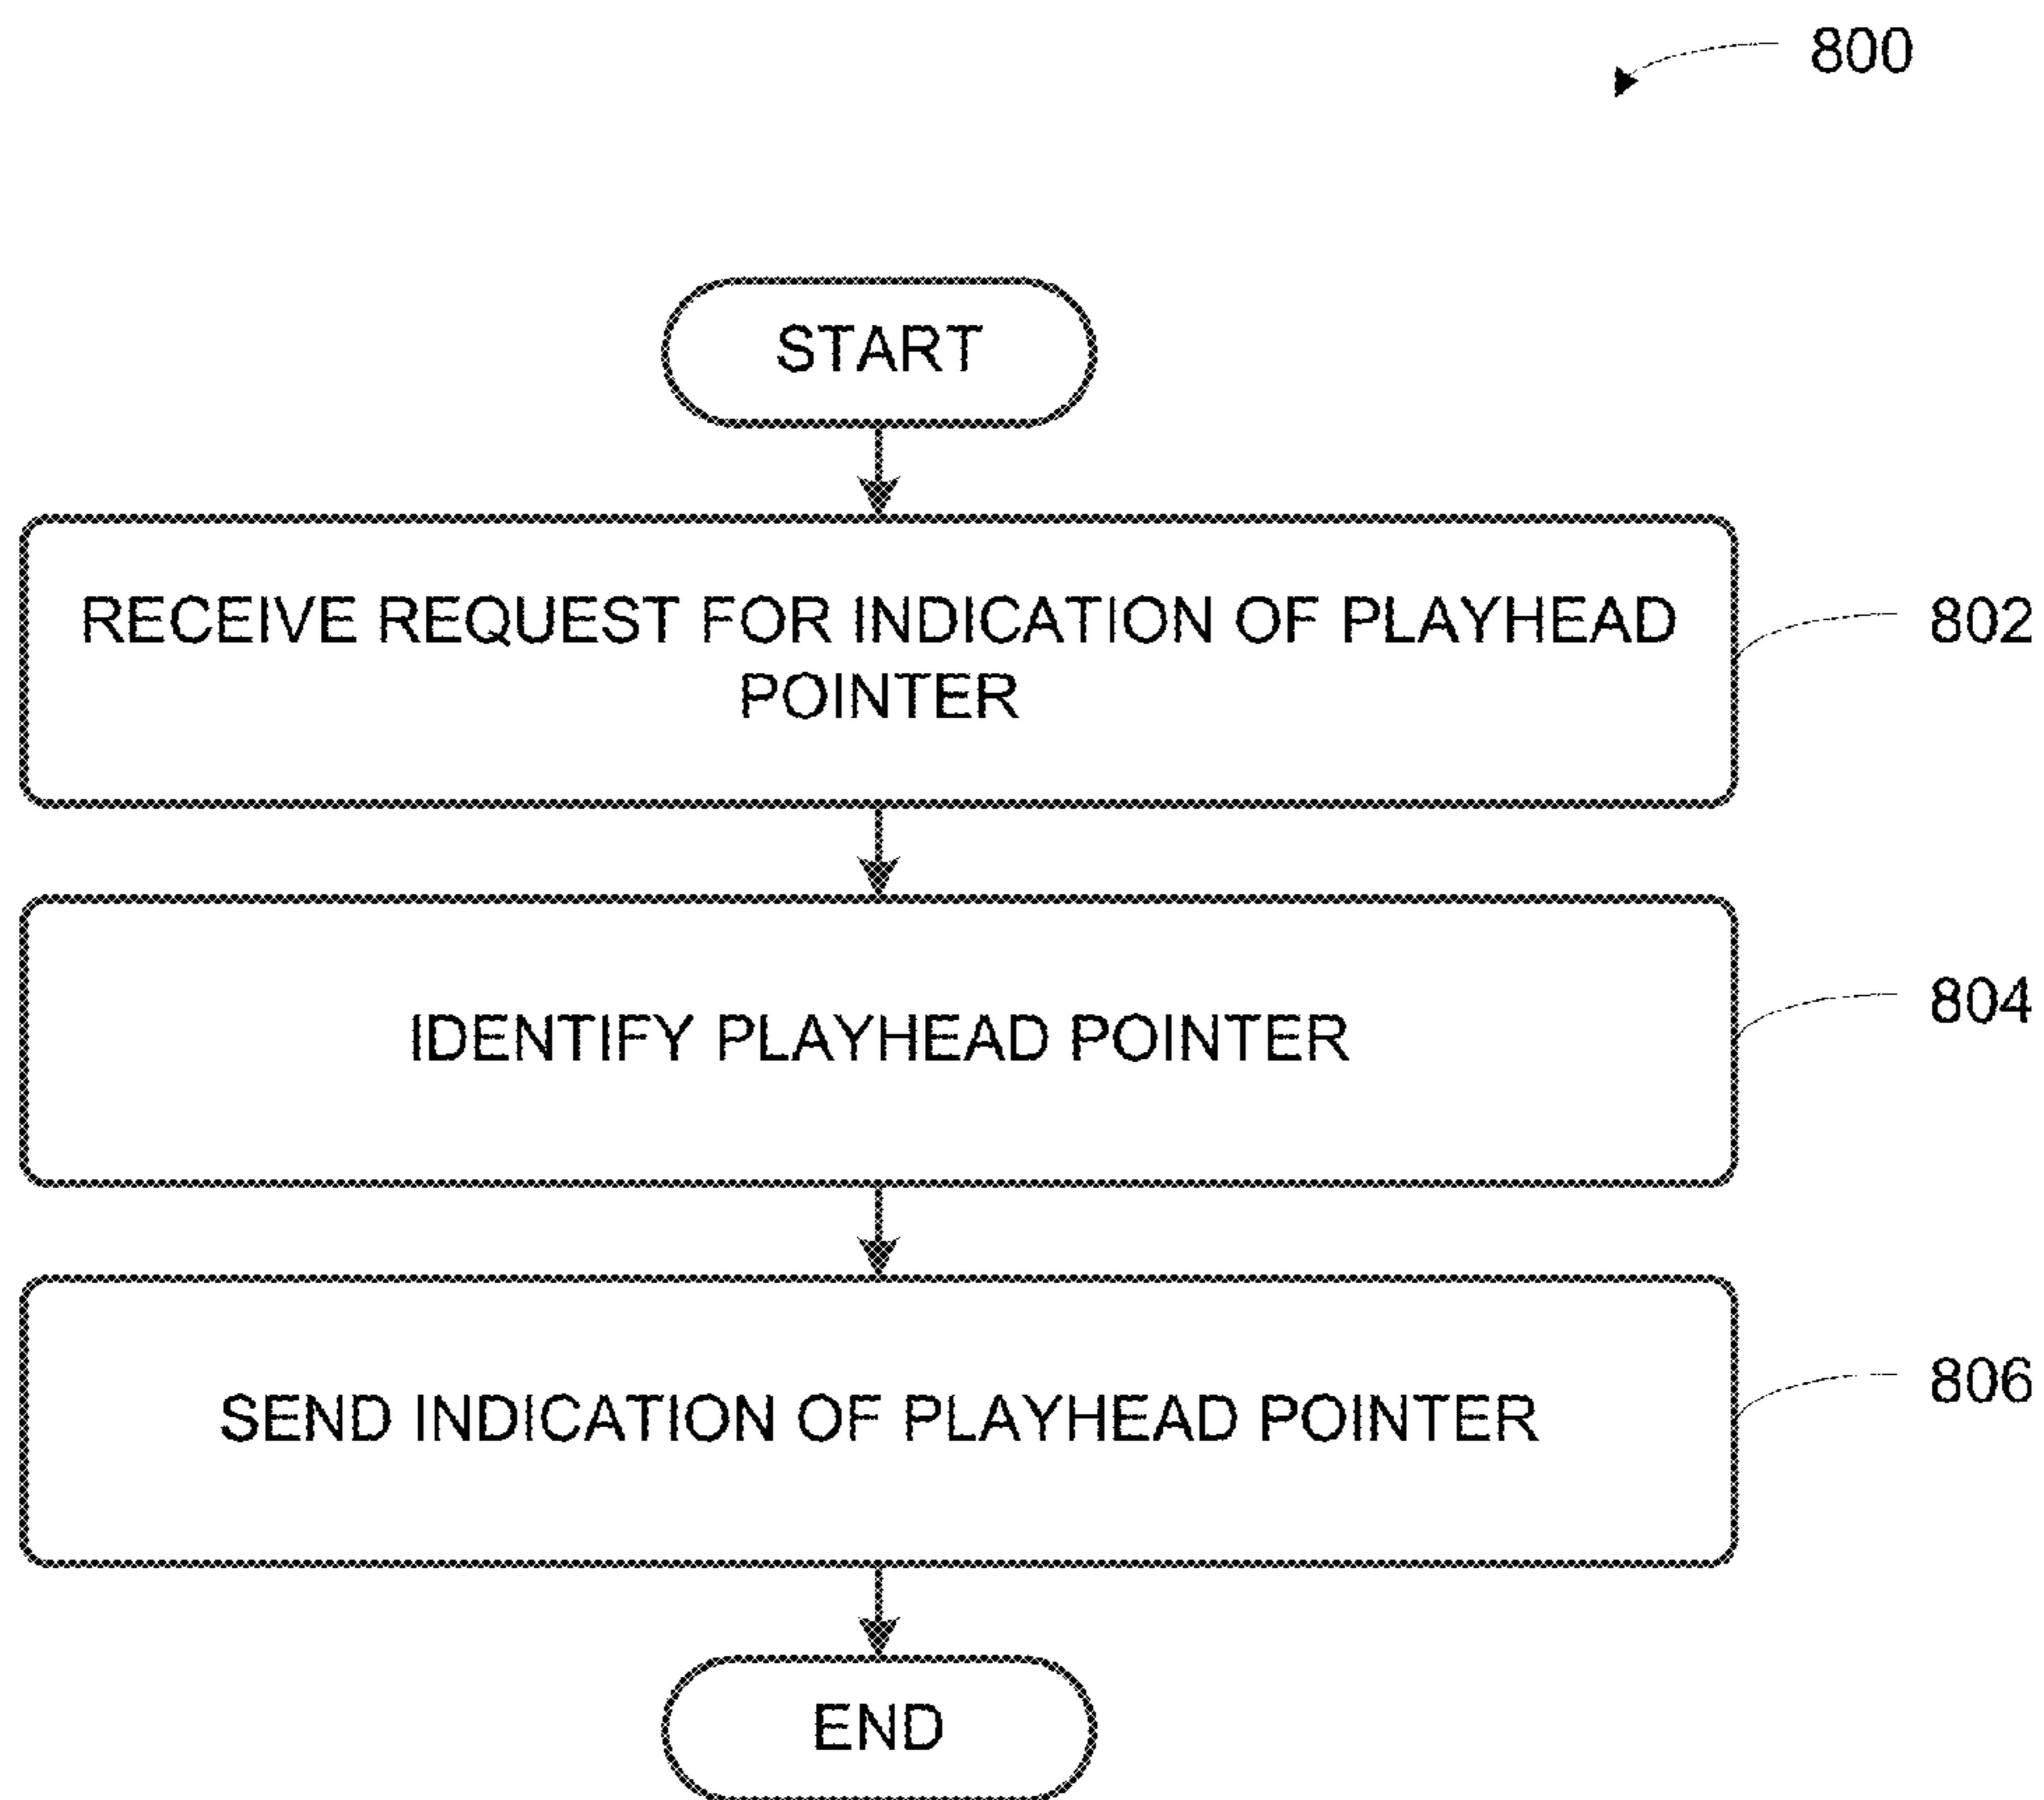 800
START
RECEIVE REQUEST FOR INDICATION OF PLAYHEAD
POINTER
802
IDENTIFY PLAYHEAD POINTER
804
SEND INDICATION OF PLAYHEAD POINTER
806
END